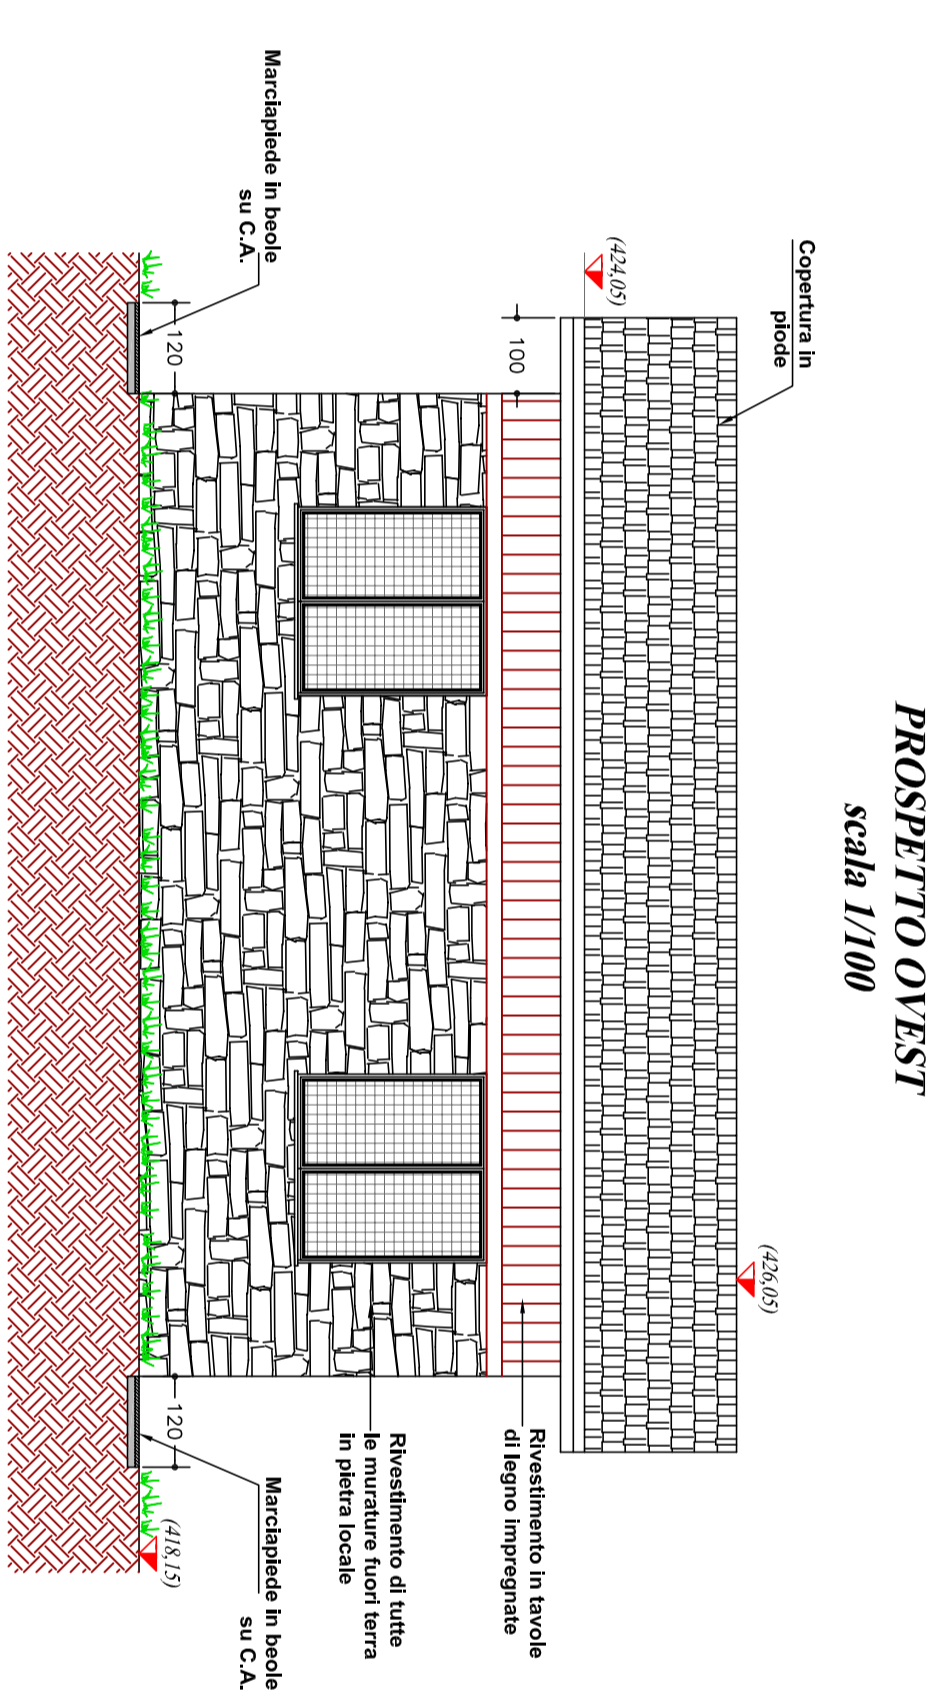 PROSPETTO OVEST
scala 1/100
Copertura in
piode
(424,05)
(426,05)
100
Rivestimento in tavole
di legno impregnate
Rivestimento di tutte
le murature fuori terra
in pietra locale
Marciapiede in beole
su C.A.
120
120
(418,15)
Marciapiede in beole
su C.A.